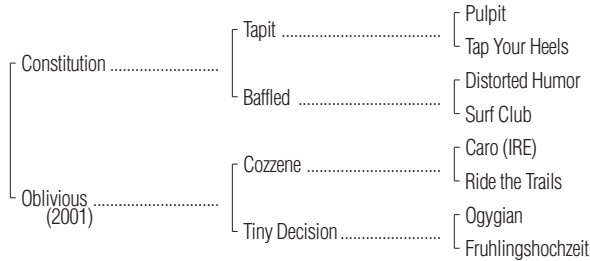 Pulpit
Tapit ................................................
Tap Your Heels
Constitution ................................
Distorted Humor
Baffled ..........................................
Surf Club
Caro (IRE)
Cozzene ........................................
Ride the Trails
Oblivious .....................................
(2001)
Ogygian
Tiny Decision ..............................
Fruhlingshochzeit